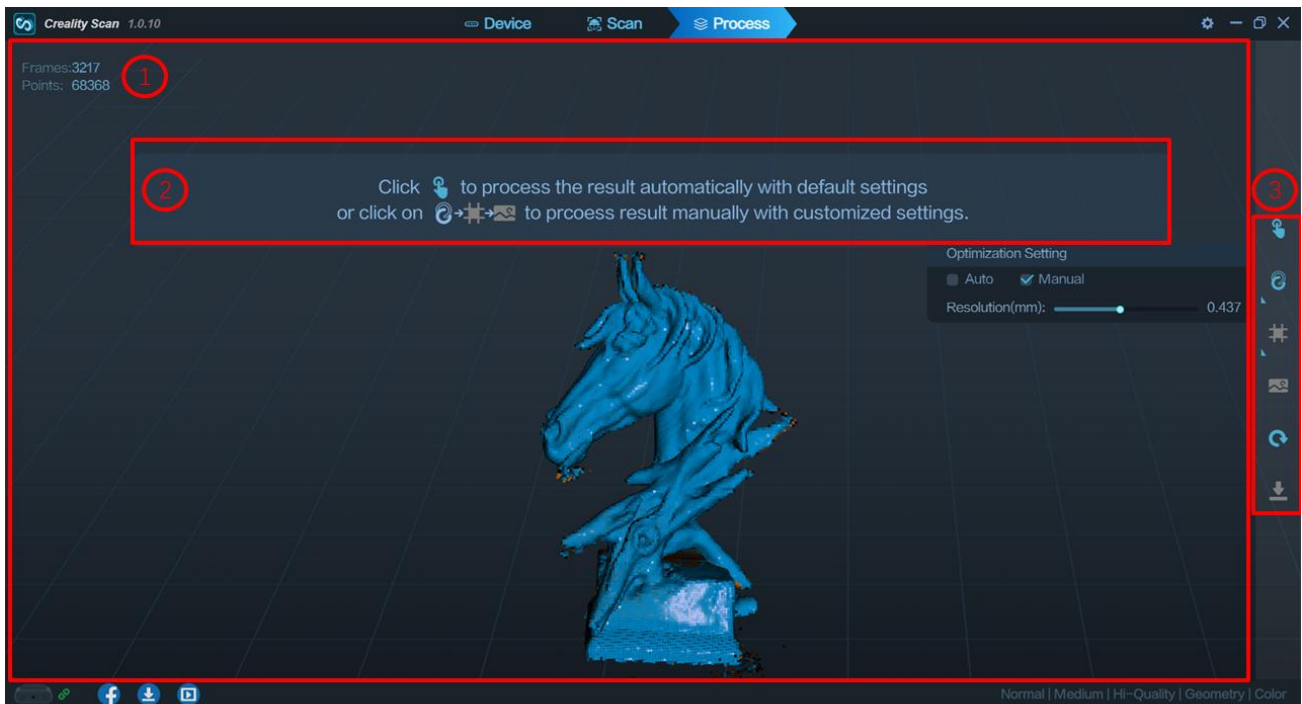 Creality Scan 1.0.10
Device
Scan
Process
Frames:3217
Points: 68368
1
2
3
Click to process the result automatically with default settings
or click on to prcoess result manually with customized settings.
Optimization Setting
Auto
Manual
Resolution(mm): 0.437
Normal | Medium | Hi-Quality | Geometry | Color